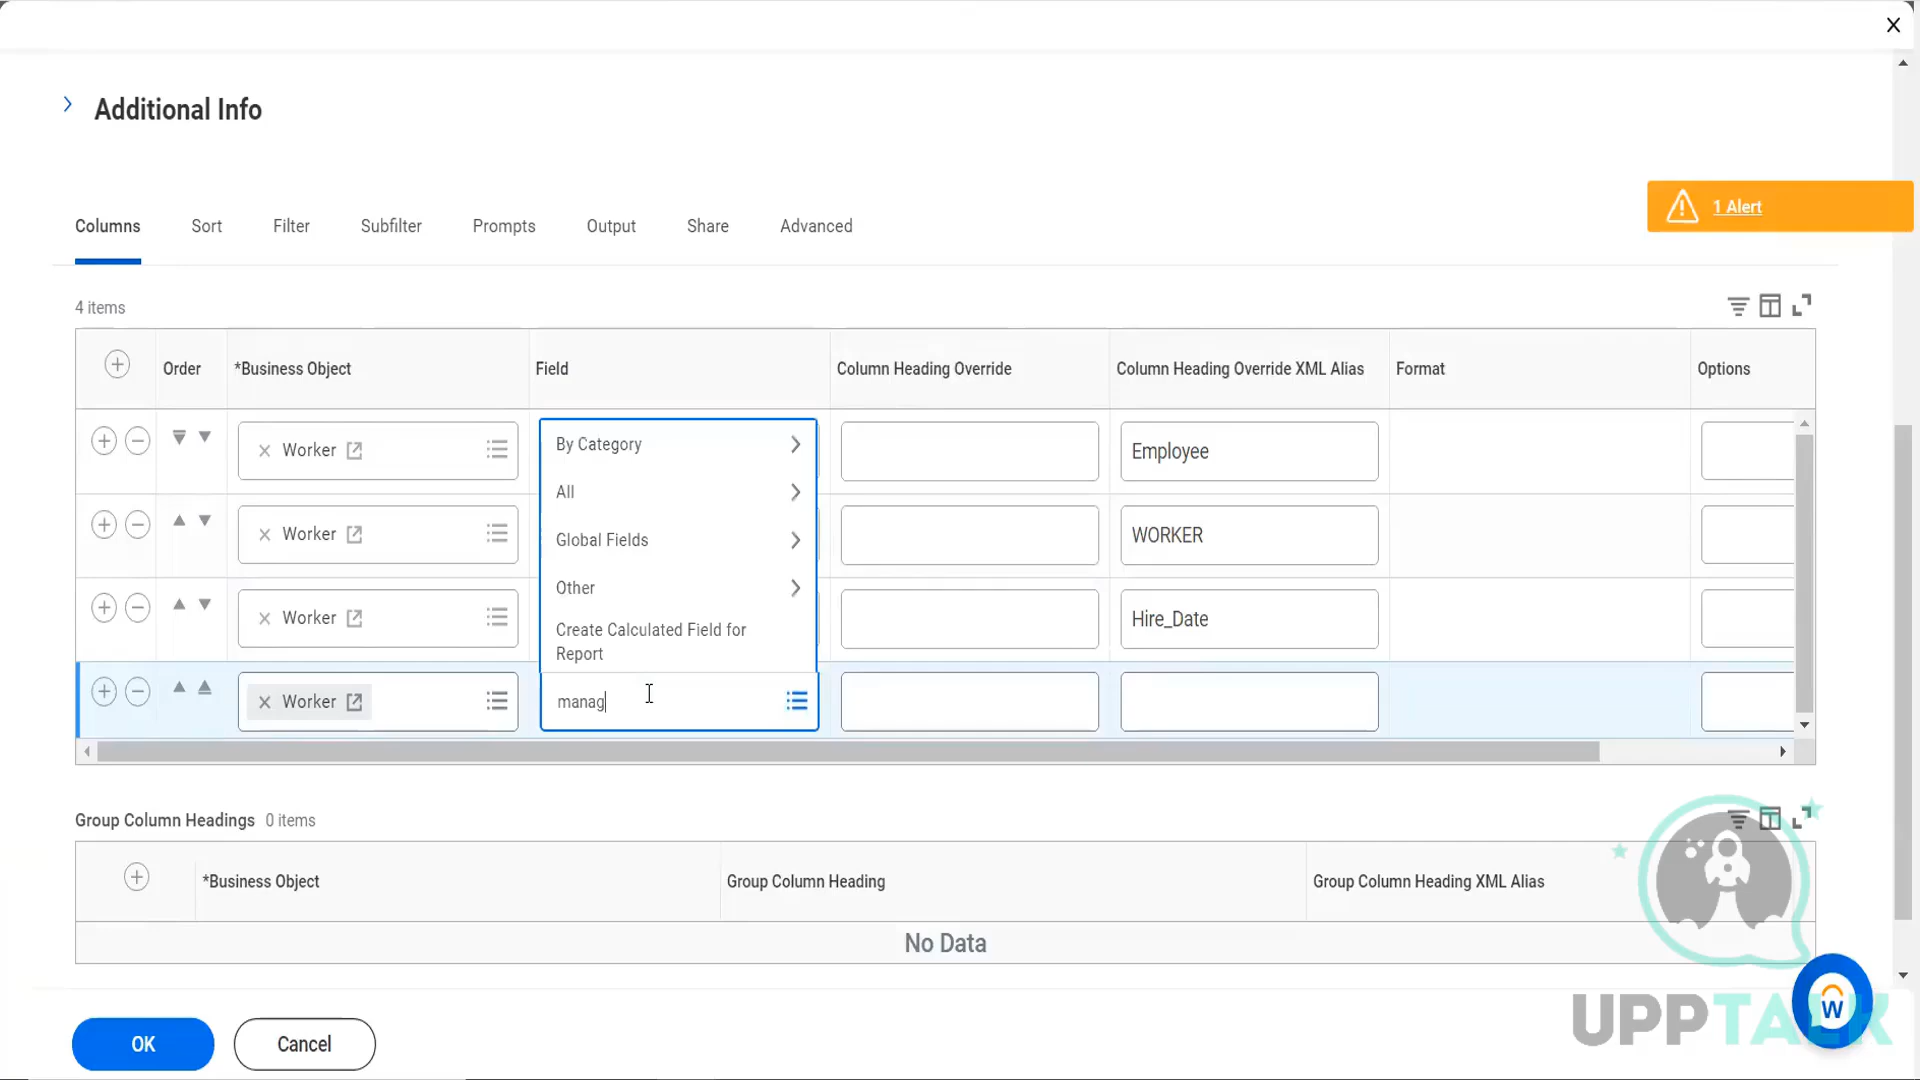 X
Additional Info
1 Alert
Columns Sort Filter Subfilter Prompts Output Share Advanced
4 items
Order *Business Object Field Column Heading Override Column Heading Override XML Alias Format Options
Worker By Category Employee
All
Worker Global Fields WORKER
Other
Worker Create Calculated Field for Hire_Date
Report
Worker manag
Group Column Headings 0 items
*Business Object Group Column Heading Group Column Heading XML Alias
No Data
OK Cancel
W
UPPTALK